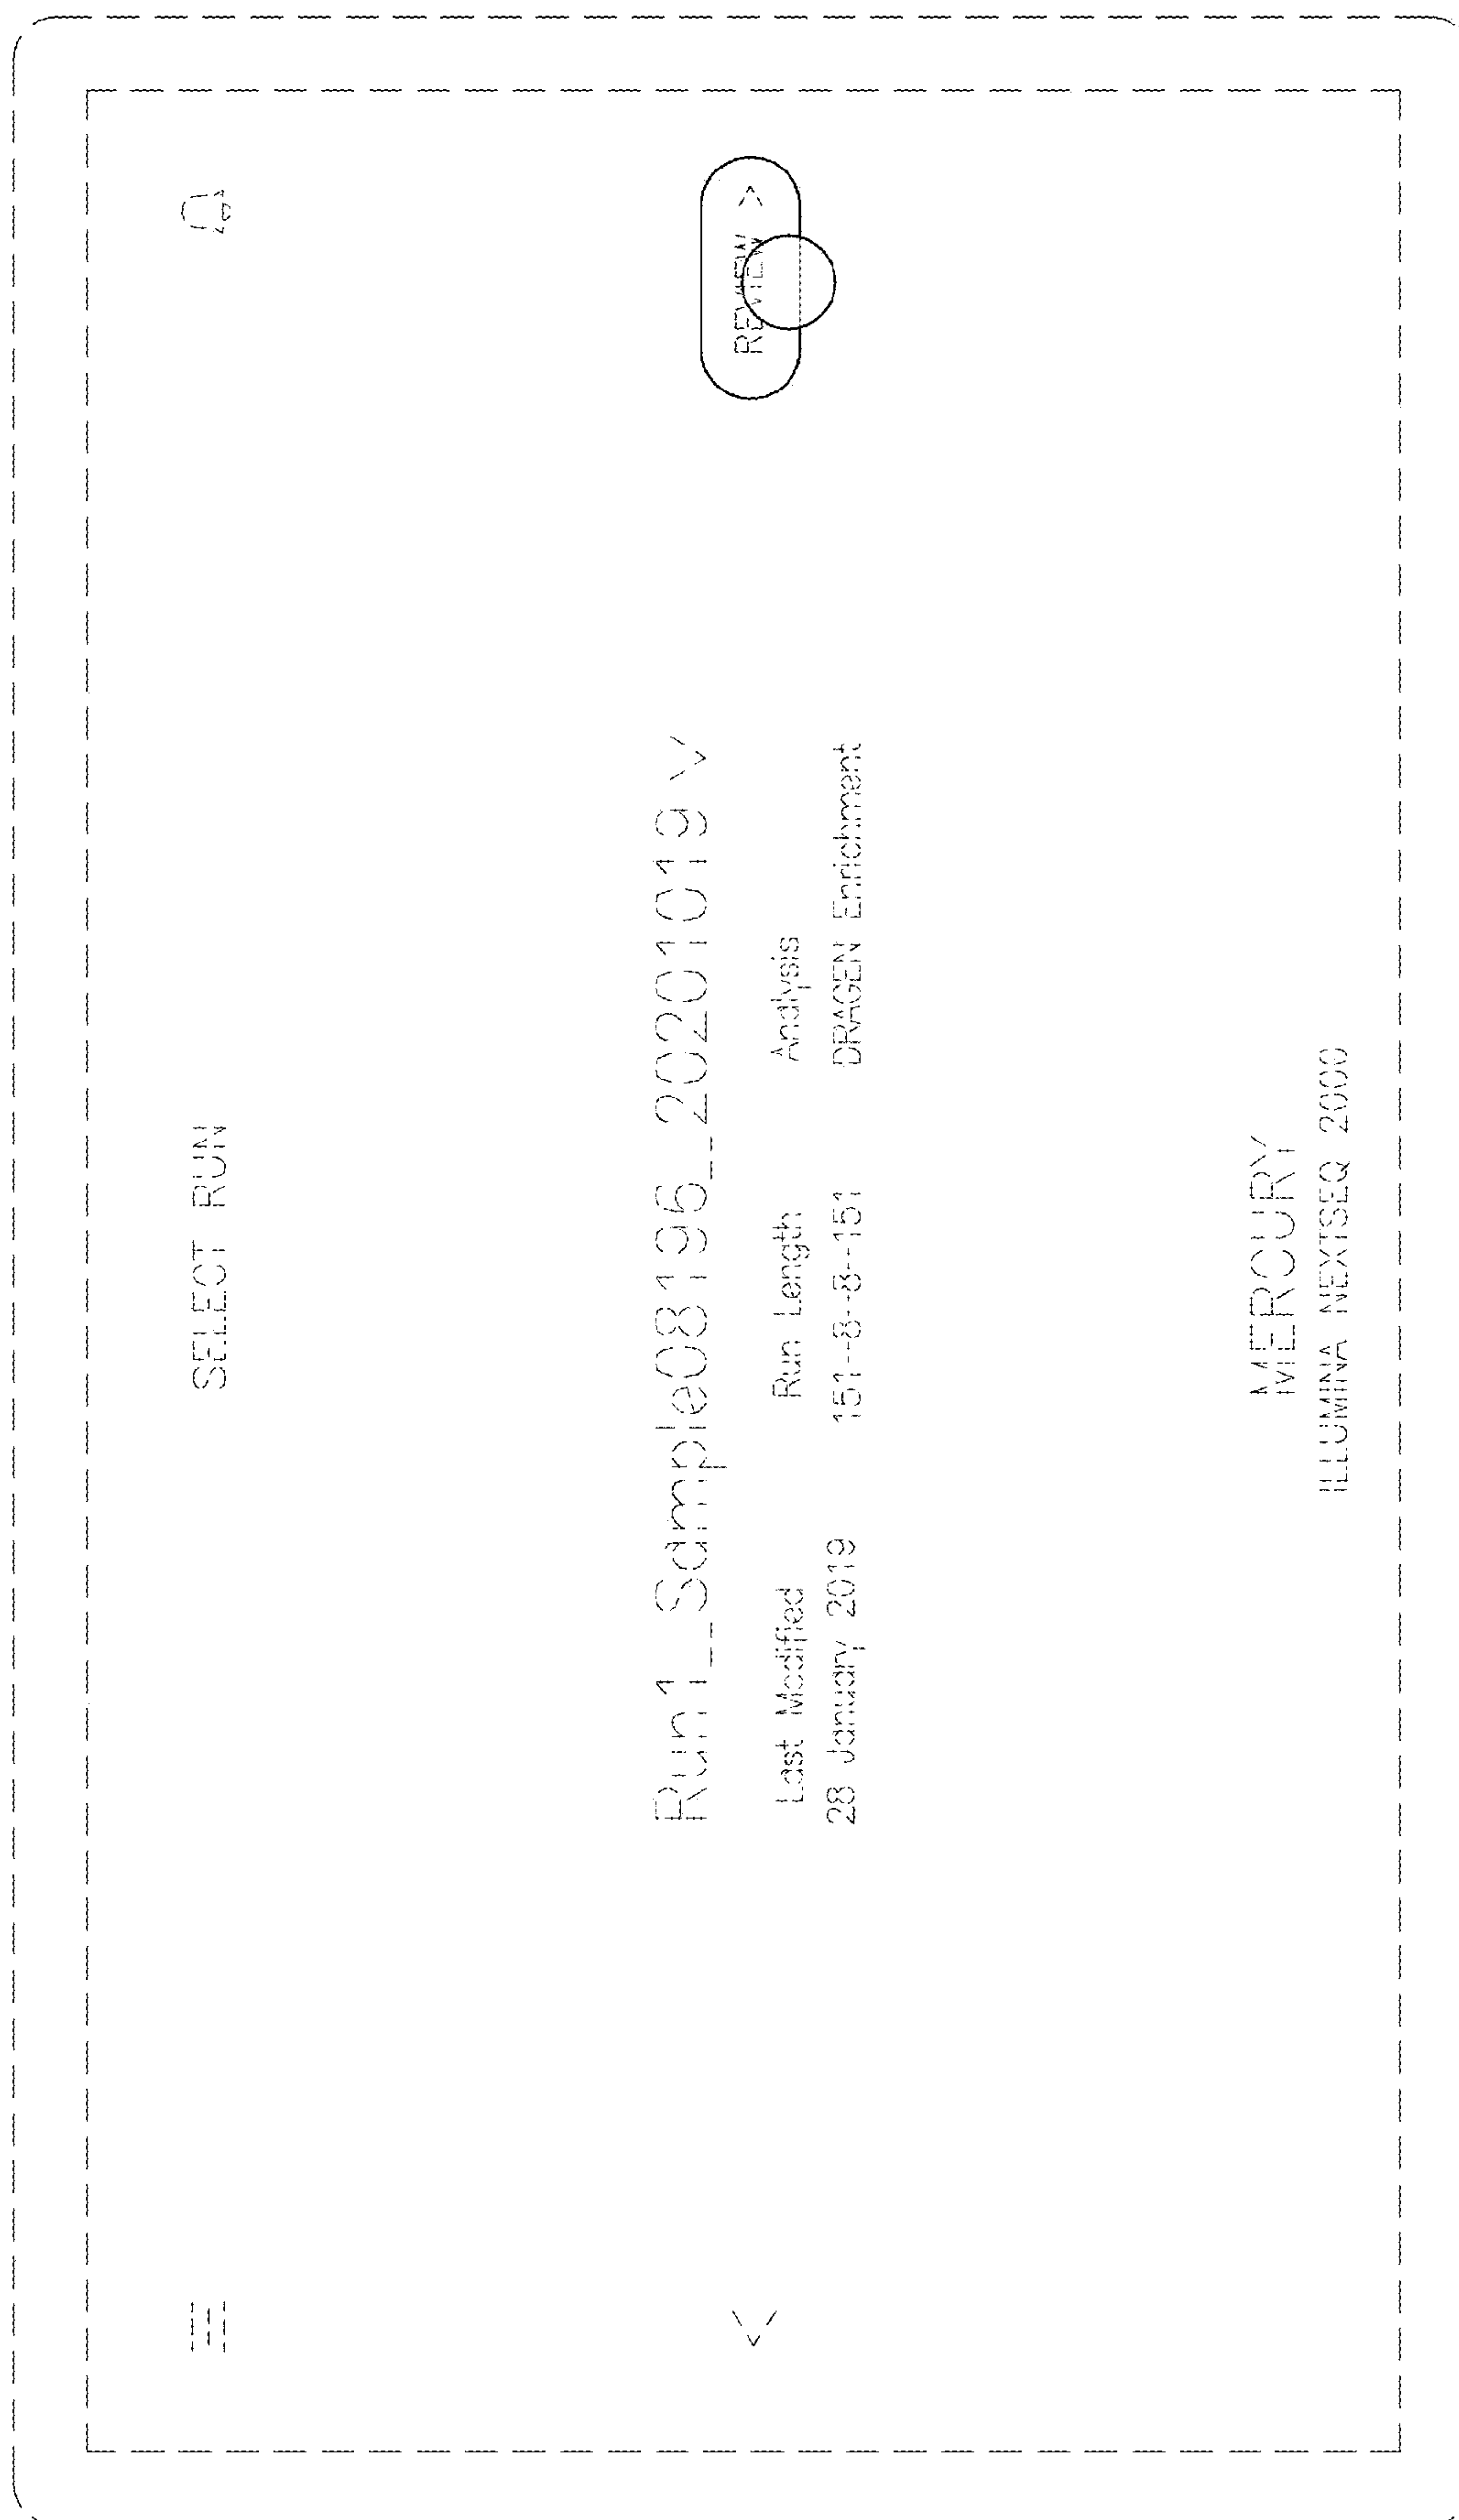 SELECT RUN
Run1_Sample08196_20201019
Last Modified
28 January 2019
Run Length
151-8-8-151
Analysis
DRAGEN Enrichment
REVIEW >
MERCURY
ILLUMINA NEXTSEQ 2000